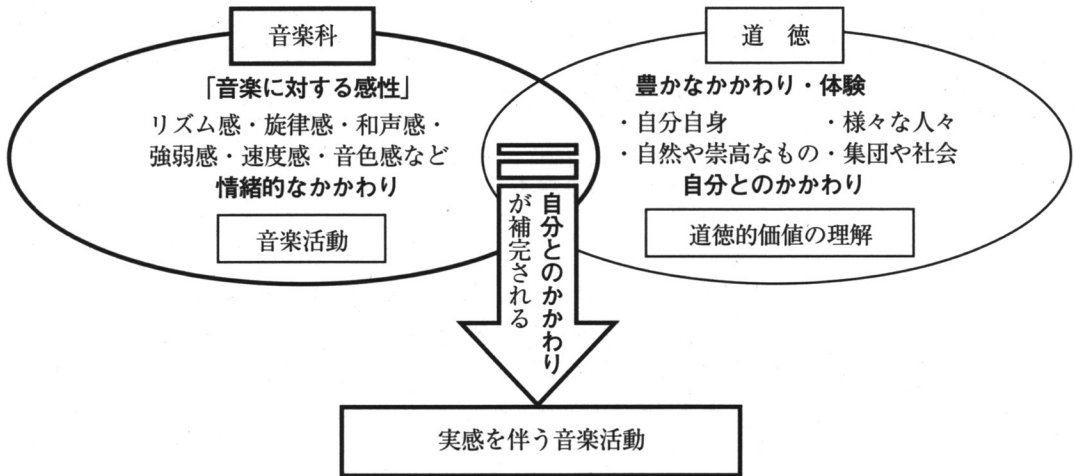 音楽科
「音楽に対する感性」
リズム感・旋律感・和声感・
強弱感・速度感・音色感など
情緒的なかかわり
音楽活動
道　徳
豊かなかかわり・体験
・自分自身　　　　・様々な人々
・自然や崇高なもの・集団や社会
自分とのかかわり
道徳的価値の理解
自分とのかかわり
が補完される
実感を伴う音楽活動